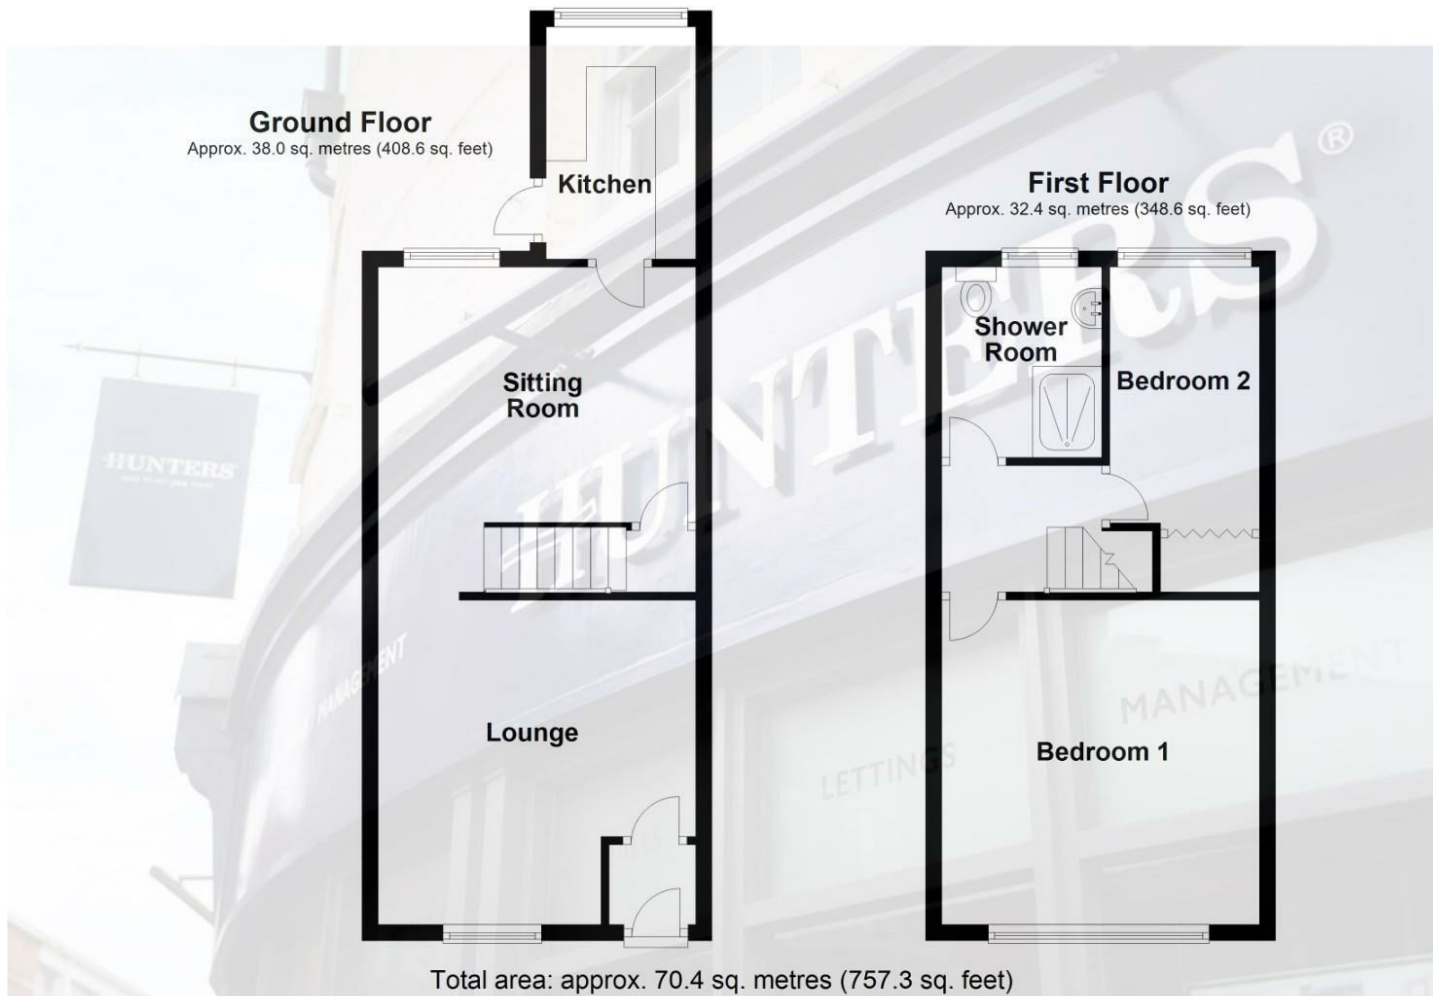 Ground Floor
Approx. 38.0 sq. metres (408.6 sq. feet)
Kitchen
Sitting
Room
Lounge
First Floor
Approx. 32.4 sq. metres (348.6 sq. feet)
Shower
Room
Bedroom 2
Bedroom 1
HUNTERS®
HUNTERS
MANAGEMENT
LETTINGS
MANAGEMENT
Total area: approx. 70.4 sq. metres (757.3 sq. feet)